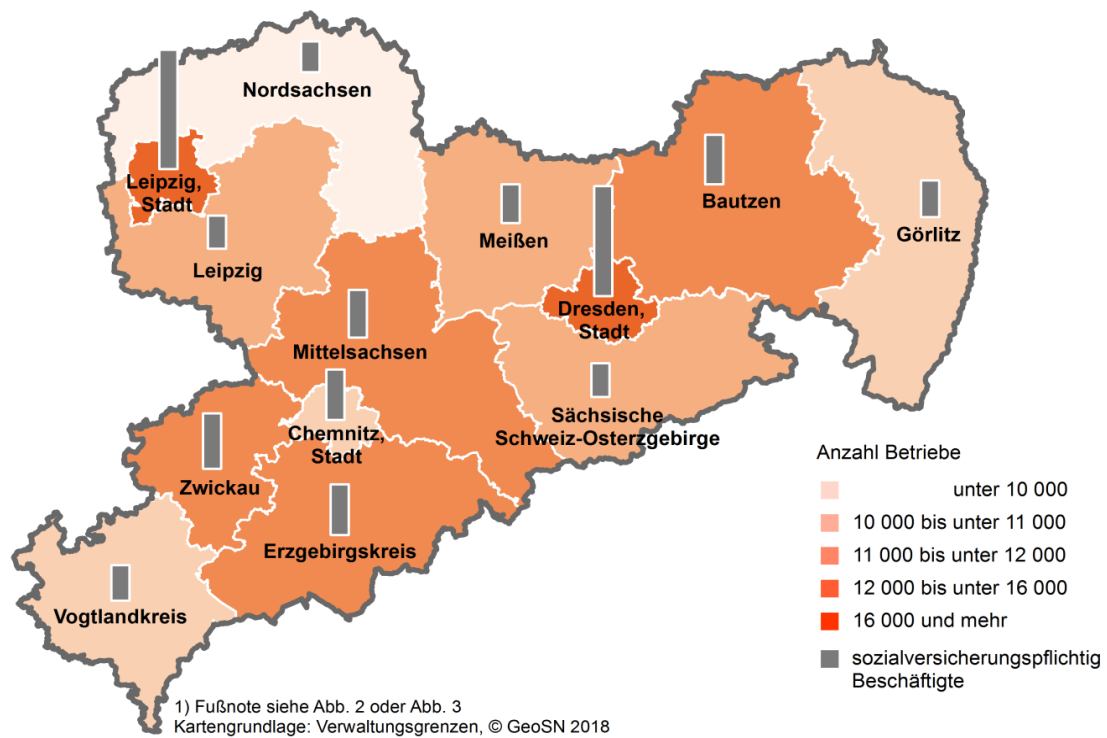 Nordsachsen
Leipzig,
Stadt
Bautzen
Meißen
Görlitz
Leipzig
Dresden,
Stadt
Mittelsachsen
Sächsische
Schweiz-Osterzgebirge
Chemnitz,
Stadt
Zwickau
Erzgebirgskreis
Vogtlandkreis
Anzahl Betriebe
unter 10 000
10 000 bis unter 11 000
11 000 bis unter 12 000
12 000 bis unter 16 000
16 000 und mehr
sozialversicherungspflichtig
Beschäftigte
1) Fußnote siehe Abb. 2 oder Abb. 3
Kartengrundlage: Verwaltungsgrenzen, © GeoSN 2018